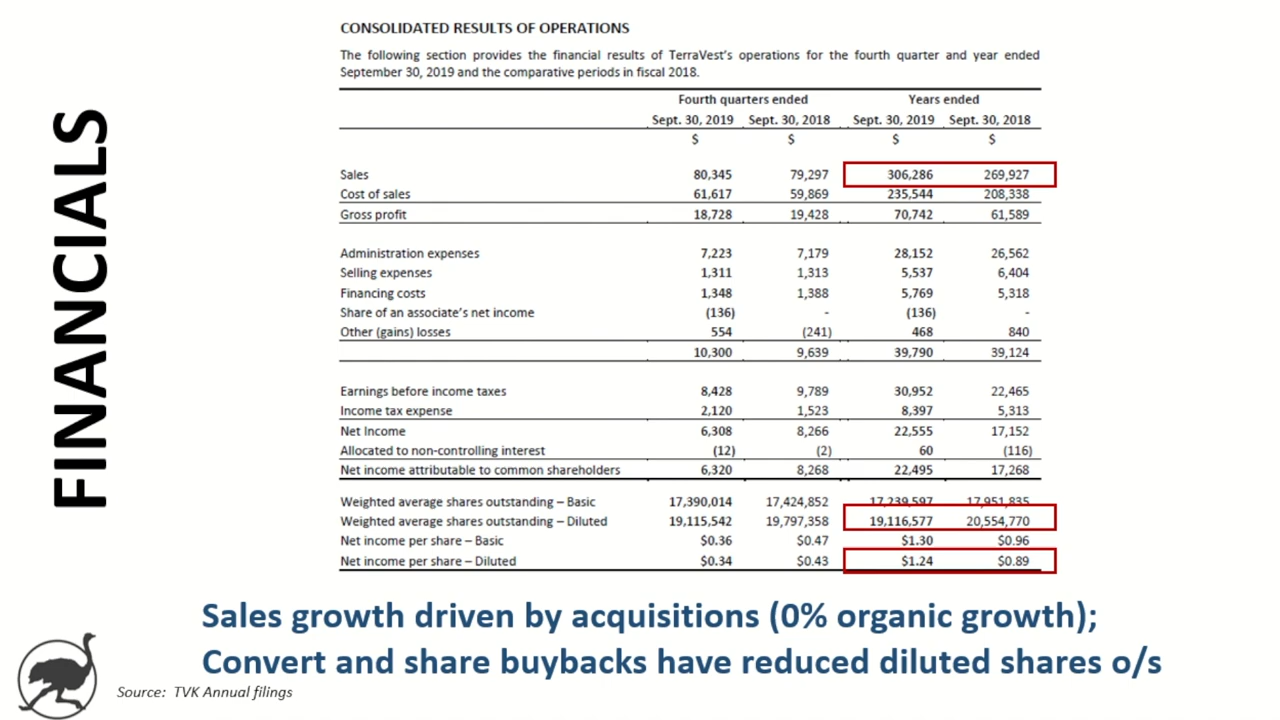 FINANCIALS
CONSOLIDATED RESULTS OF OPERATIONS
The following section provides the financial results of TerraVest's operations for the fourth quarter and year ended
September 30, 2019 and the comparative periods in fiscal 2018.
Fourth quarters ended Years ended
Sept. 30, 2019 Sept. 30, 2018 Sept. 30, 2019 Sept. 30, 2018
$ $ $ $
Sales 80,345 79,297 306,286 269,927
Cost of sales 61,617 59,869 235,544 208,338
Gross profit 18,728 19,428 70,742 61,589
Administration expenses 7,223 7,179 28,152 26,562
Selling expenses 1,311 1,313 5,537 6,404
Financing costs 1,348 1,388 5,769 5,318
Share of an associate's net income (136) - (136) -
Other (gains) losses 554 (241) 468 840
10,300 9,639 39,790 39,124
Earnings before income taxes 8,428 9,789 30,952 22,465
Income tax expense 2,120 1,523 8,397 5,313
Net Income 6,308 8,266 22,555 17,152
Allocated to non-controlling interest (12) (2) 60 (116)
Net income attributable to common shareholders 6,320 8,268 22,495 17,268
Weighted average shares outstanding – Basic 17,390,014 17,424,852 17,239,597 17,951,835
Weighted average shares outstanding – Diluted 19,115,542 19,797,358 19,116,577 20,554,770
Net income per share – Basic $0.36 $0.47 $1.30 $0.96
Net income per share – Diluted $0.34 $0.43 $1.24 $0.89
Sales growth driven by acquisitions (0% organic growth);
Convert and share buybacks have reduced diluted shares o/s
Source: TVK Annual filings